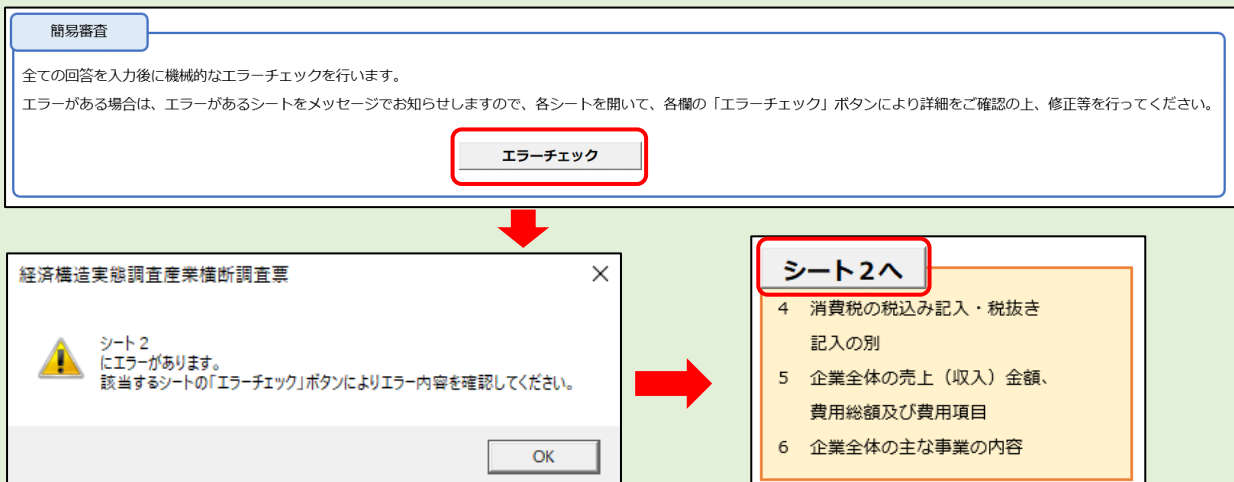 簡易審査
全ての回答を入力後に機械的なエラーチェックを行います。
エラーがある場合は、エラーがあるシートをメッセージでお知らせしますので、各シートを開いて、各欄の「エラーチェック」ボタンにより詳細をご確認の上、修正等を行ってください。
エラーチェック
経済構造実態調査産業横断調査票
シート2
にエラーがあります。
該当するシートの「エラーチェック」ボタンによりエラー内容を確認してください。
OK
シート2へ
4 消費税の税込み記入・税抜き
記入の別
5 企業全体の売上（収入）金額、
費用総額及び費用項目
6 企業全体の主な事業の内容